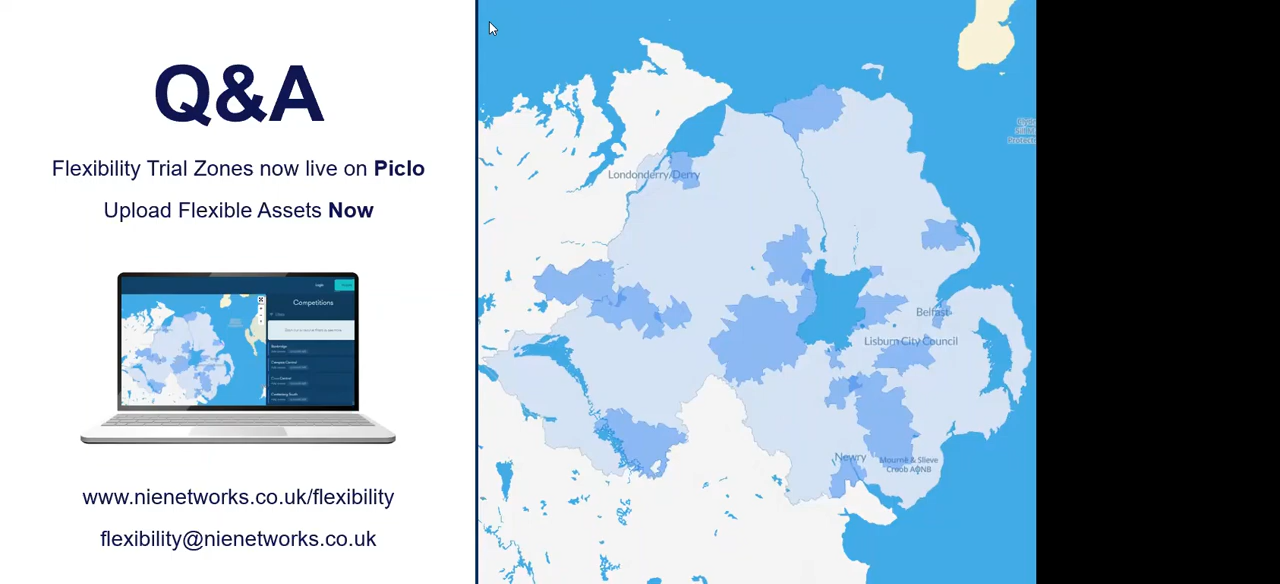 Q&A
Flexibility Trial Zones now live on Piclo
Upload Flexible Assets Now
Login
Competitions
www.nienetworks.co.uk/flexibility
flexibility@nienetworks.co.uk
Londonderry/Derry
Belfast
Lisburn City Council
Newry
Mourne & Slieve
Croob AONB